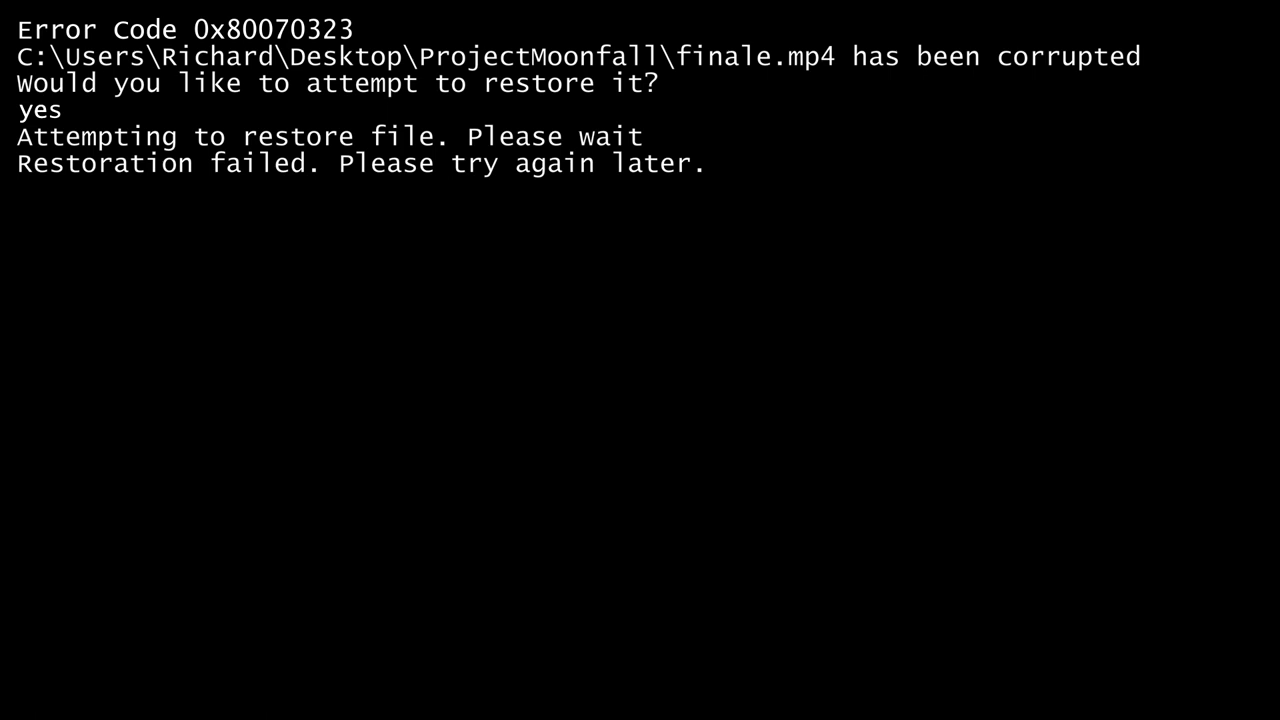 Error Code 0x80070323
C:\Users\Richard\Desktop\ProjectMoonfall\finale.mp4 has been corrupted
Would you like to attempt to restore it?
yes
Attempting to restore file. Please wait
Restoration failed. Please try again later.